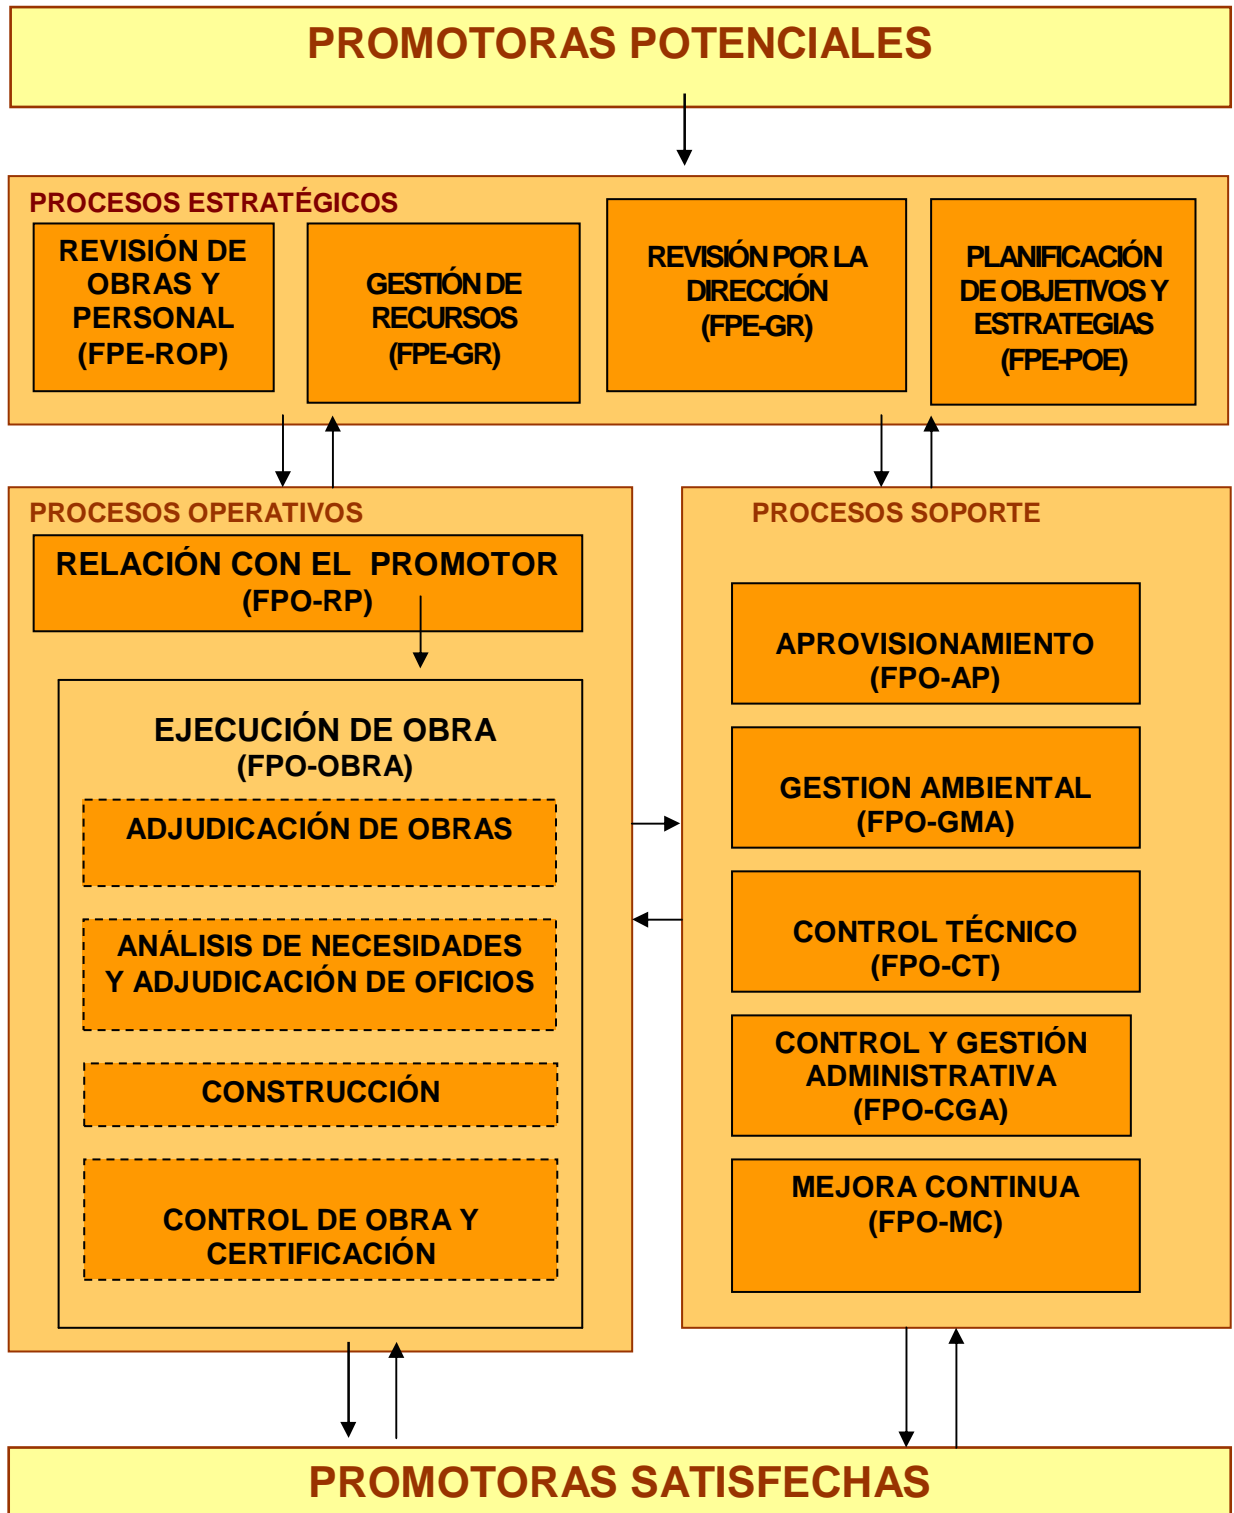 PROMOTORAS POTENCIALES
PROCESOS ESTRATÉGICOS
REVISIÓN DE
OBRAS Y
PERSONAL
(FPE-ROP)
GESTIÓN DE
RECURSOS
(FPE-GR)
REVISIÓN POR LA
DIRECCIÓN
(FPE-GR)
PLANIFICACIÓN
DE OBJETIVOS Y
ESTRATEGIAS
(FPE-POE)
PROCESOS OPERATIVOS
RELACIÓN CON EL PROMOTOR
(FPO-RP)
EJECUCIÓN DE OBRA
(FPO-OBRA)
ADJUDICACIÓN DE OBRAS
ANÁLISIS DE NECESIDADES
Y ADJUDICACIÓN DE OFICIOS
CONSTRUCCIÓN
CONTROL DE OBRA Y
CERTIFICACIÓN
PROCESOS SOPORTE
APROVISIONAMIENTO
(FPO-AP)
GESTION AMBIENTAL
(FPO-GMA)
CONTROL TÉCNICO
(FPO-CT)
CONTROL Y GESTIÓN
ADMINISTRATIVA
(FPO-CGA)
MEJORA CONTINUA
(FPO-MC)
PROMOTORAS SATISFECHAS